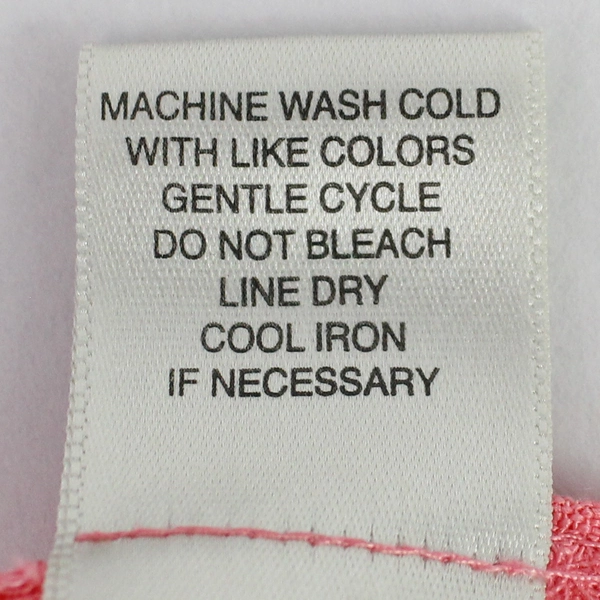 MACHINE WASH COLD
WITH LIKE COLORS
GENTLE CYCLE
DO NOT BLEACH
LINE DRY
COOL IRON
IF NECESSARY